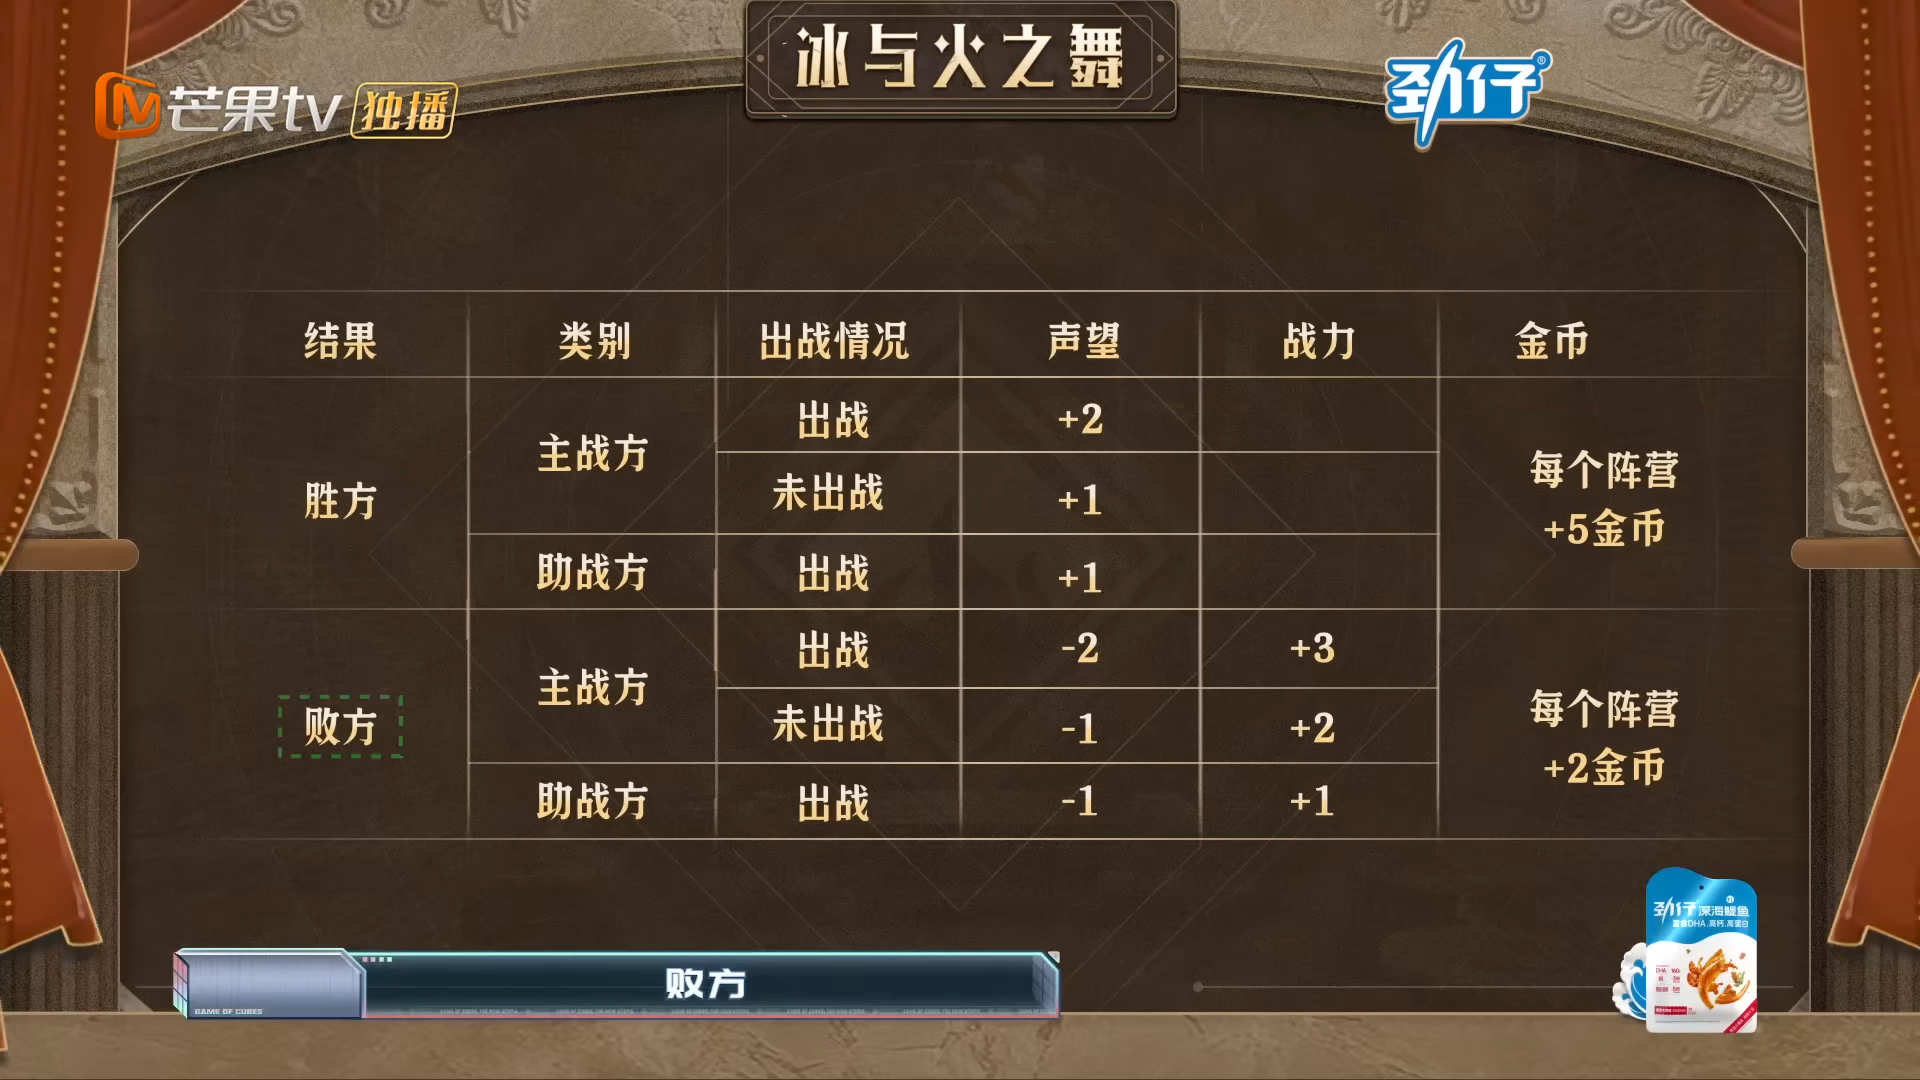 冰与火之舞
芒果tv 独播
劲仔®
结果 类别 出战情况 声望 战力 金币
胜方 主战方 出战 +2
未出战 +1
助战方 出战 +1
每个阵营
+5金币
败方 主战方 出战 -2 +3
未出战 -1 +2
助战方 出战 -1 +1
每个阵营
+2金币
败方
GAME OF CUBES
劲仔深海鳀鱼